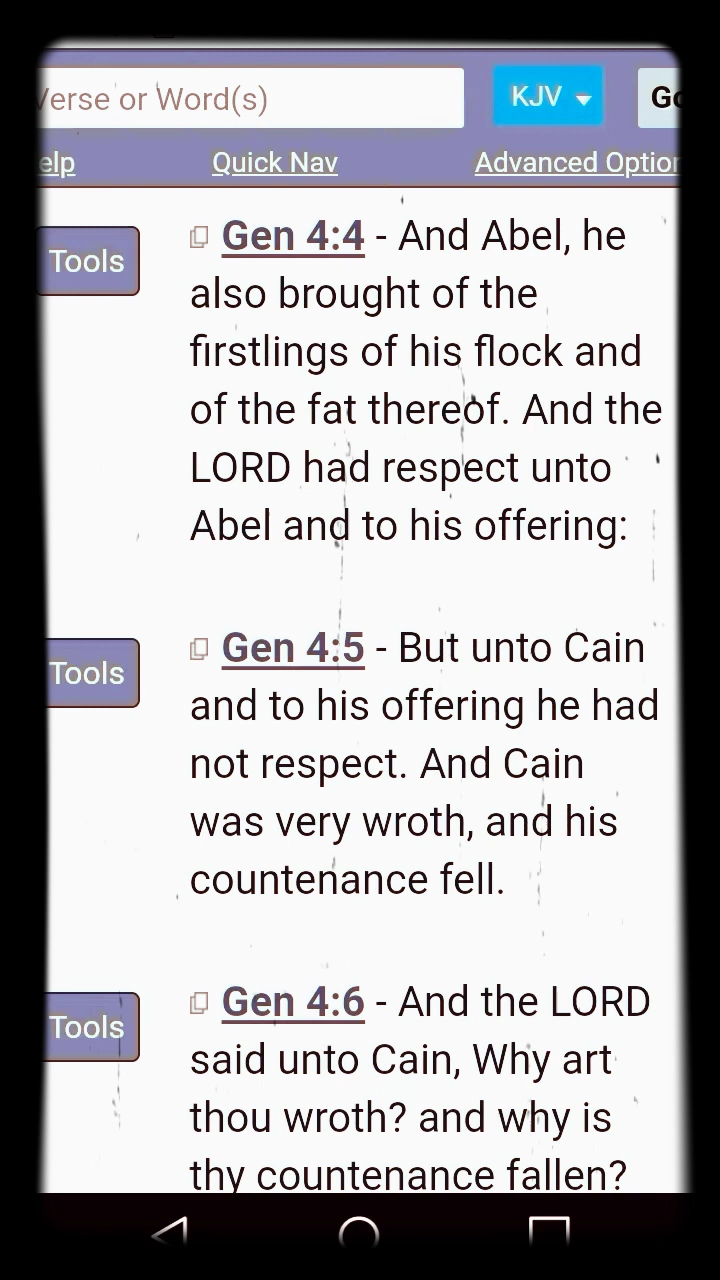 Verse or Word(s)
KJV
Go
elp
Quick Nav
Advanced Option
Tools
Gen 4:4 - And Abel, he
also brought of the
firstlings of his flock and
of the fat thereof. And the
LORD had respect unto
Abel and to his offering:
Tools
Gen 4:5 - But unto Cain
and to his offering he had
not respect. And Cain
was very wroth, and his
countenance fell.
Tools
Gen 4:6 - And the LORD
said unto Cain, Why art
thou wroth? and why is
thy countenance fallen?